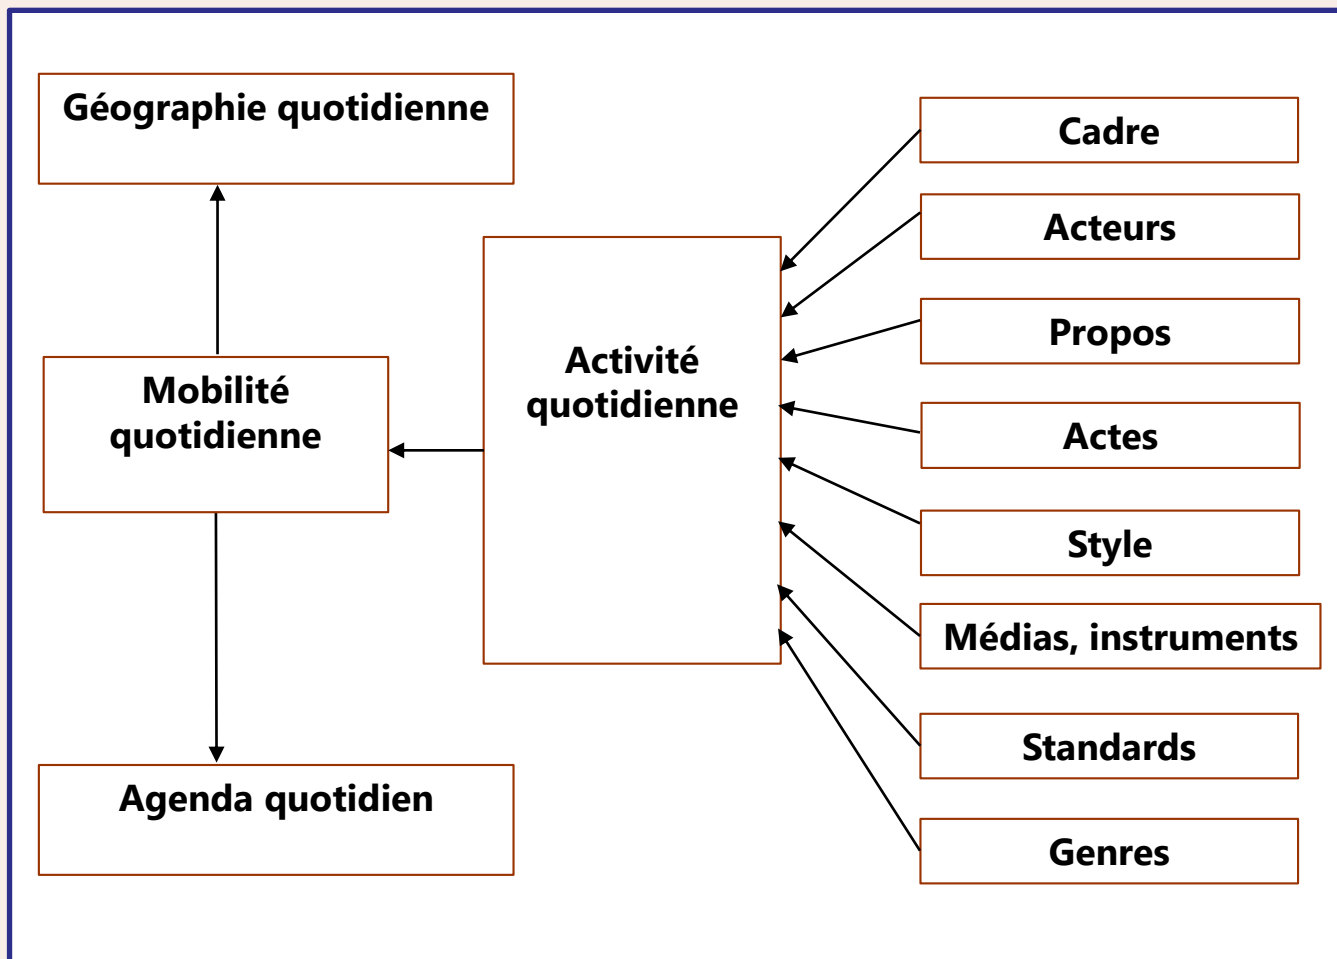 Géographie quotidienne
Mobilité
quotidienne
Agenda quotidien
Activité
quotidienne
Cadre
Acteurs
Propos
Actes
Style
Médias, instruments
Standards
Genres